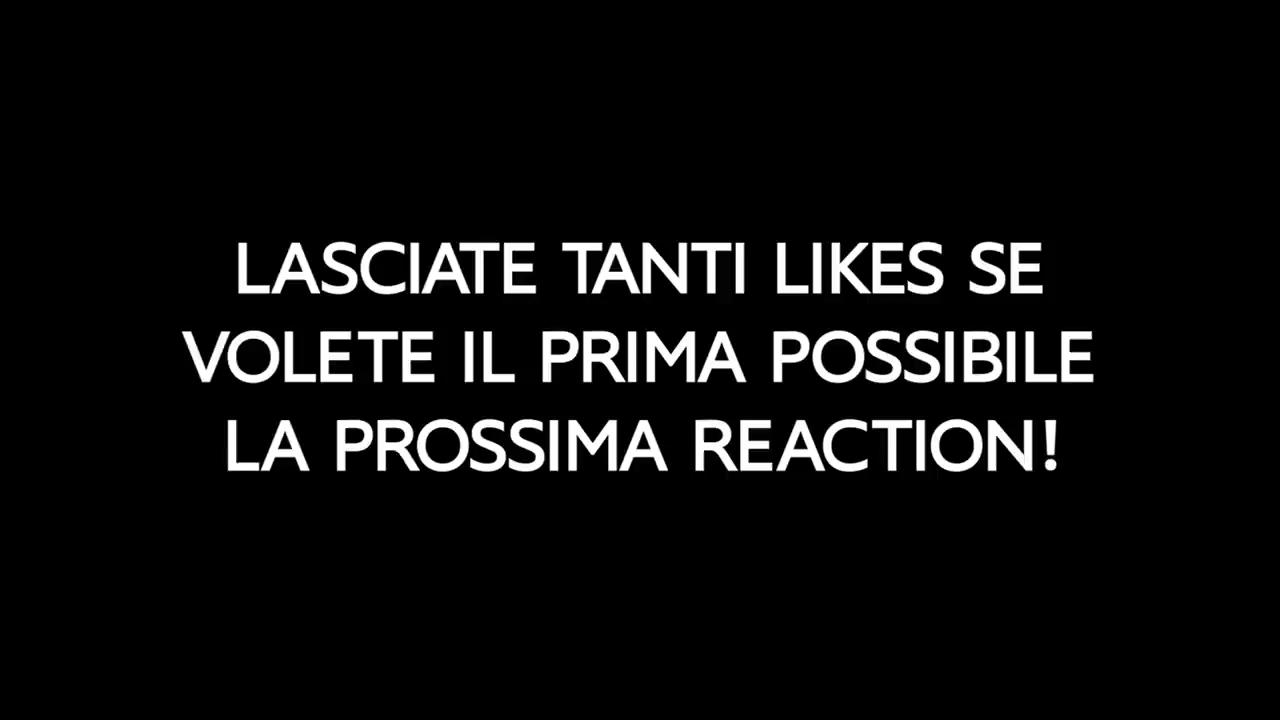 LASCIATE TANTI LIKES SE
VOLETE IL PRIMA POSSIBILE
LA PROSSIMA REACTION!